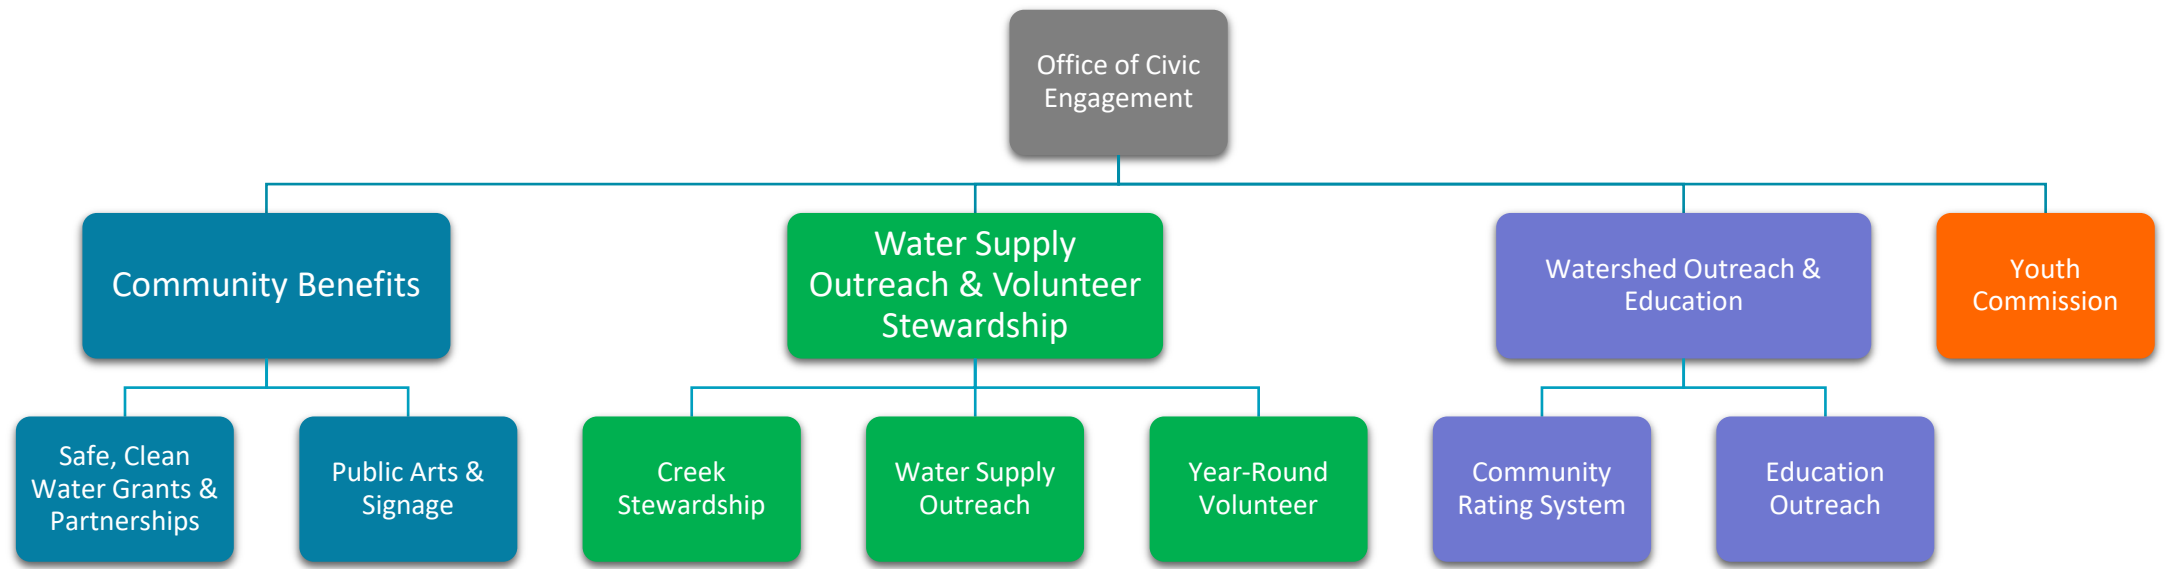 Office of Civic
Engagement
Community Benefits
Water Supply
Outreach & Volunteer
Stewardship
Watershed Outreach &
Education
Youth
Commission
Safe, Clean
Water Grants &
Partnerships
Public Arts &
Signage
Creek
Stewardship
Water Supply
Outreach
Year-Round
Volunteer
Community
Rating System
Education
Outreach